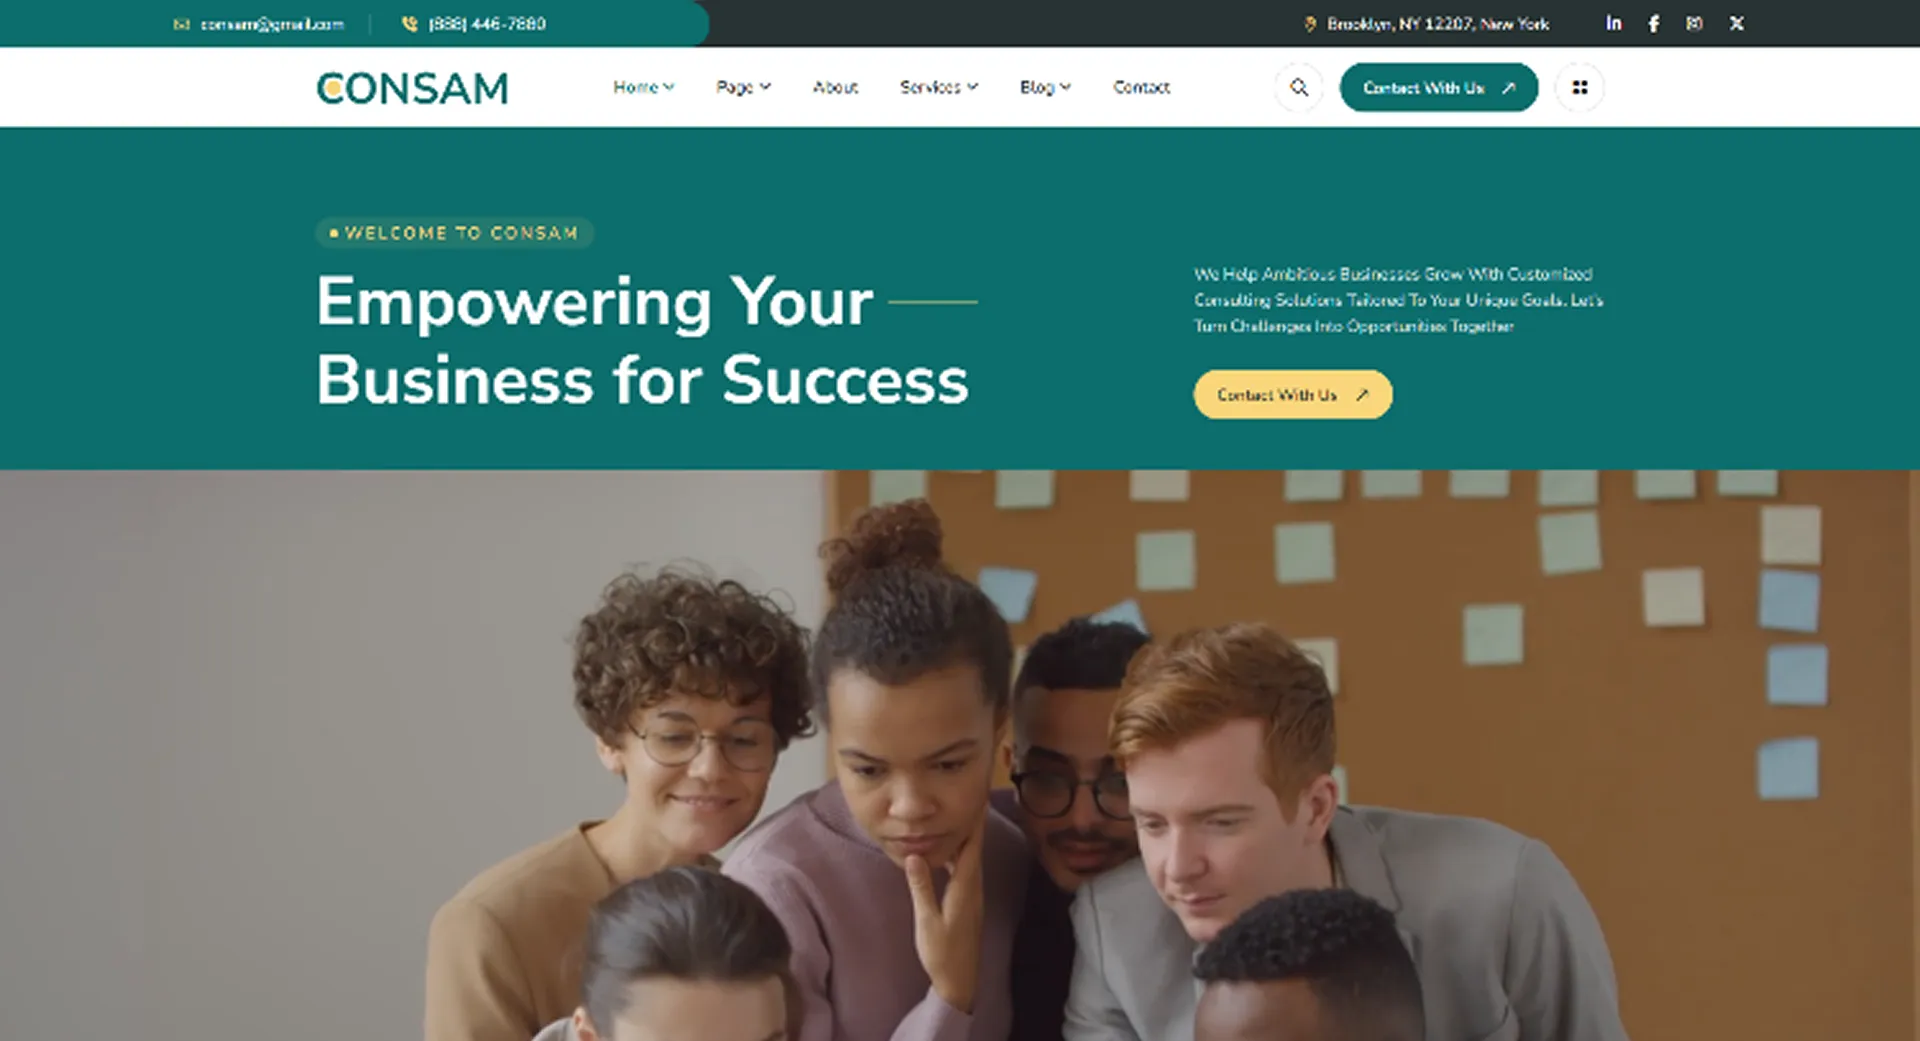 consam@gmail.com
(888) 446-7880
Brooklyn, NY 12207, New York
CONSAM
Home
Page
About
Services
Blog
Contact
Contact With Us
WELCOME TO CONSAM
Empowering Your
Business for Success
We Help Ambitious Businesses Grow With Customized
Consulting Solutions Tailored To Your Unique Goals. Let's
Turn Challenges Into Opportunities Together
Contact With Us